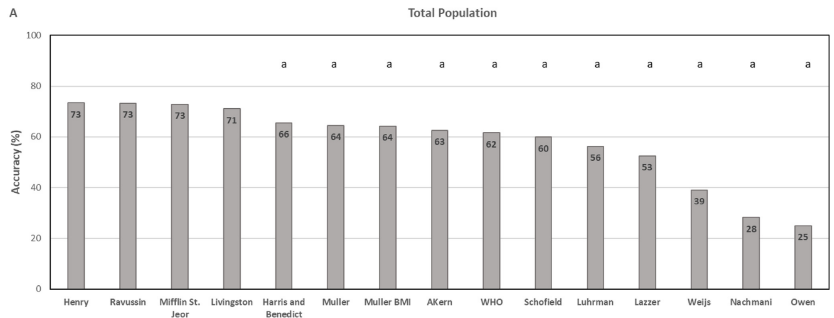 A
Total Population
Accuracy (%)
100
80
60
40
20
0
a a a a a a a a a a a
73 73 73 71 66 64 64 63 62 60 56 53 39 28 25
Henry Ravussin Mifflin St. Jeor Livingston Harris and Benedict Muller Muller BMI AKern WHO Schofield Luhrman Lazzer Weijs Nachmani Owen